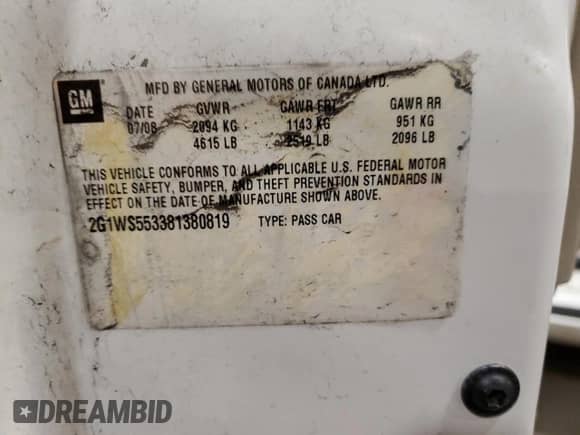 GM
MFD BY GENERAL MOTORS OF CANADA LTD.
DATE GVWR GAWR FRT GAWR RR
07/08 2094 KG 1143 KG 951 KG
4615 LB 2519 LB 2096 LB
THIS VEHICLE CONFORMS TO ALL APPLICABLE U.S. FEDERAL MOTOR
VEHICLE SAFETY, BUMPER, AND THEFT PREVENTION STANDARDS IN
EFFECT ON THE DATE OF MANUFACTURE SHOWN ABOVE.
2G1WS553381380819 TYPE: PASS CAR
DREAMBID